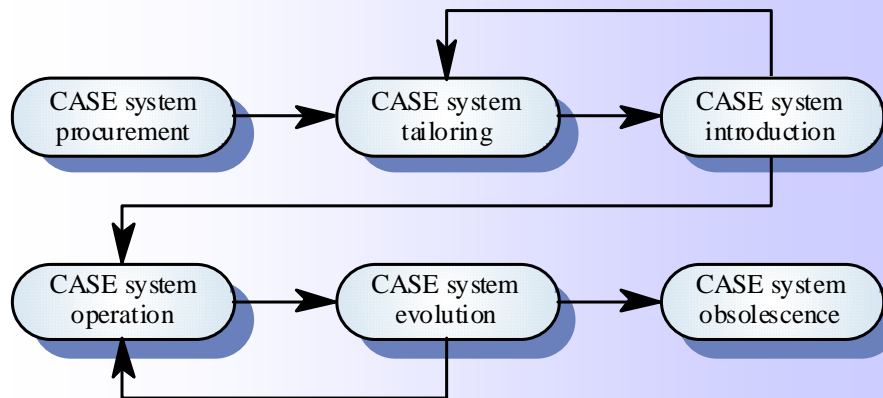 CASE system
procurement
CASE system
tailoring
CASE system
introduction
CASE system
operation
CASE system
evolution
CASE system
obsolescence